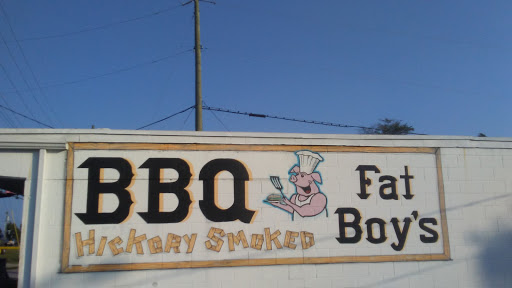 BBQ
Hickory Smoked
Fat
Boy's